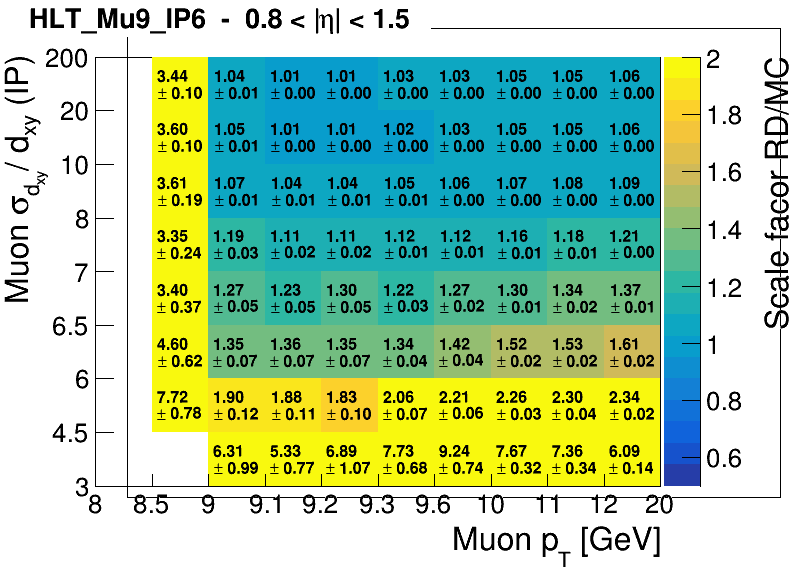 HLT_Mu9_IP6 - 0.8 < |η| < 1.5
Muon σ_{d_{xy}} / d_{xy} (IP)
200
3.44 1.04 1.01 1.01 1.03 1.03 1.05 1.05 1.06
± 0.10 ± 0.01 ± 0.00 ± 0.00 ± 0.00 ± 0.00 ± 0.00 ± 0.00 ± 0.00
20
3.60 1.05 1.01 1.01 1.02 1.03 1.05 1.05 1.06
± 0.10 ± 0.01 ± 0.00 ± 0.00 ± 0.00 ± 0.00 ± 0.00 ± 0.00 ± 0.00
10
3.61 1.07 1.04 1.04 1.05 1.06 1.07 1.08 1.09
± 0.19 ± 0.01 ± 0.01 ± 0.01 ± 0.01 ± 0.00 ± 0.00 ± 0.00 ± 0.00
8
3.35 1.19 1.11 1.11 1.12 1.12 1.16 1.18 1.21
± 0.24 ± 0.03 ± 0.02 ± 0.02 ± 0.01 ± 0.01 ± 0.01 ± 0.01 ± 0.00
7
3.40 1.27 1.23 1.30 1.22 1.27 1.30 1.34 1.37
± 0.37 ± 0.05 ± 0.05 ± 0.05 ± 0.03 ± 0.02 ± 0.01 ± 0.02 ± 0.01
6.5
4.60 1.35 1.36 1.35 1.34 1.42 1.52 1.53 1.61
± 0.62 ± 0.07 ± 0.07 ± 0.07 ± 0.04 ± 0.04 ± 0.02 ± 0.02 ± 0.02
6
7.72 1.90 1.88 1.83 2.06 2.21 2.26 2.30 2.34
± 0.78 ± 0.12 ± 0.11 ± 0.10 ± 0.07 ± 0.06 ± 0.03 ± 0.04 ± 0.02
4.5
6.31 5.33 6.89 7.73 9.24 7.67 7.36 6.09
± 0.99 ± 0.77 ± 1.07 ± 0.68 ± 0.74 ± 0.32 ± 0.34 ± 0.14
3
8 8.5 9 9.1 9.2 9.3 9.6 10 11 12 20
Muon p_T [GeV]
2
1.8
1.6
1.4
1.2
1
0.8
0.6
Scale facor RD/MC